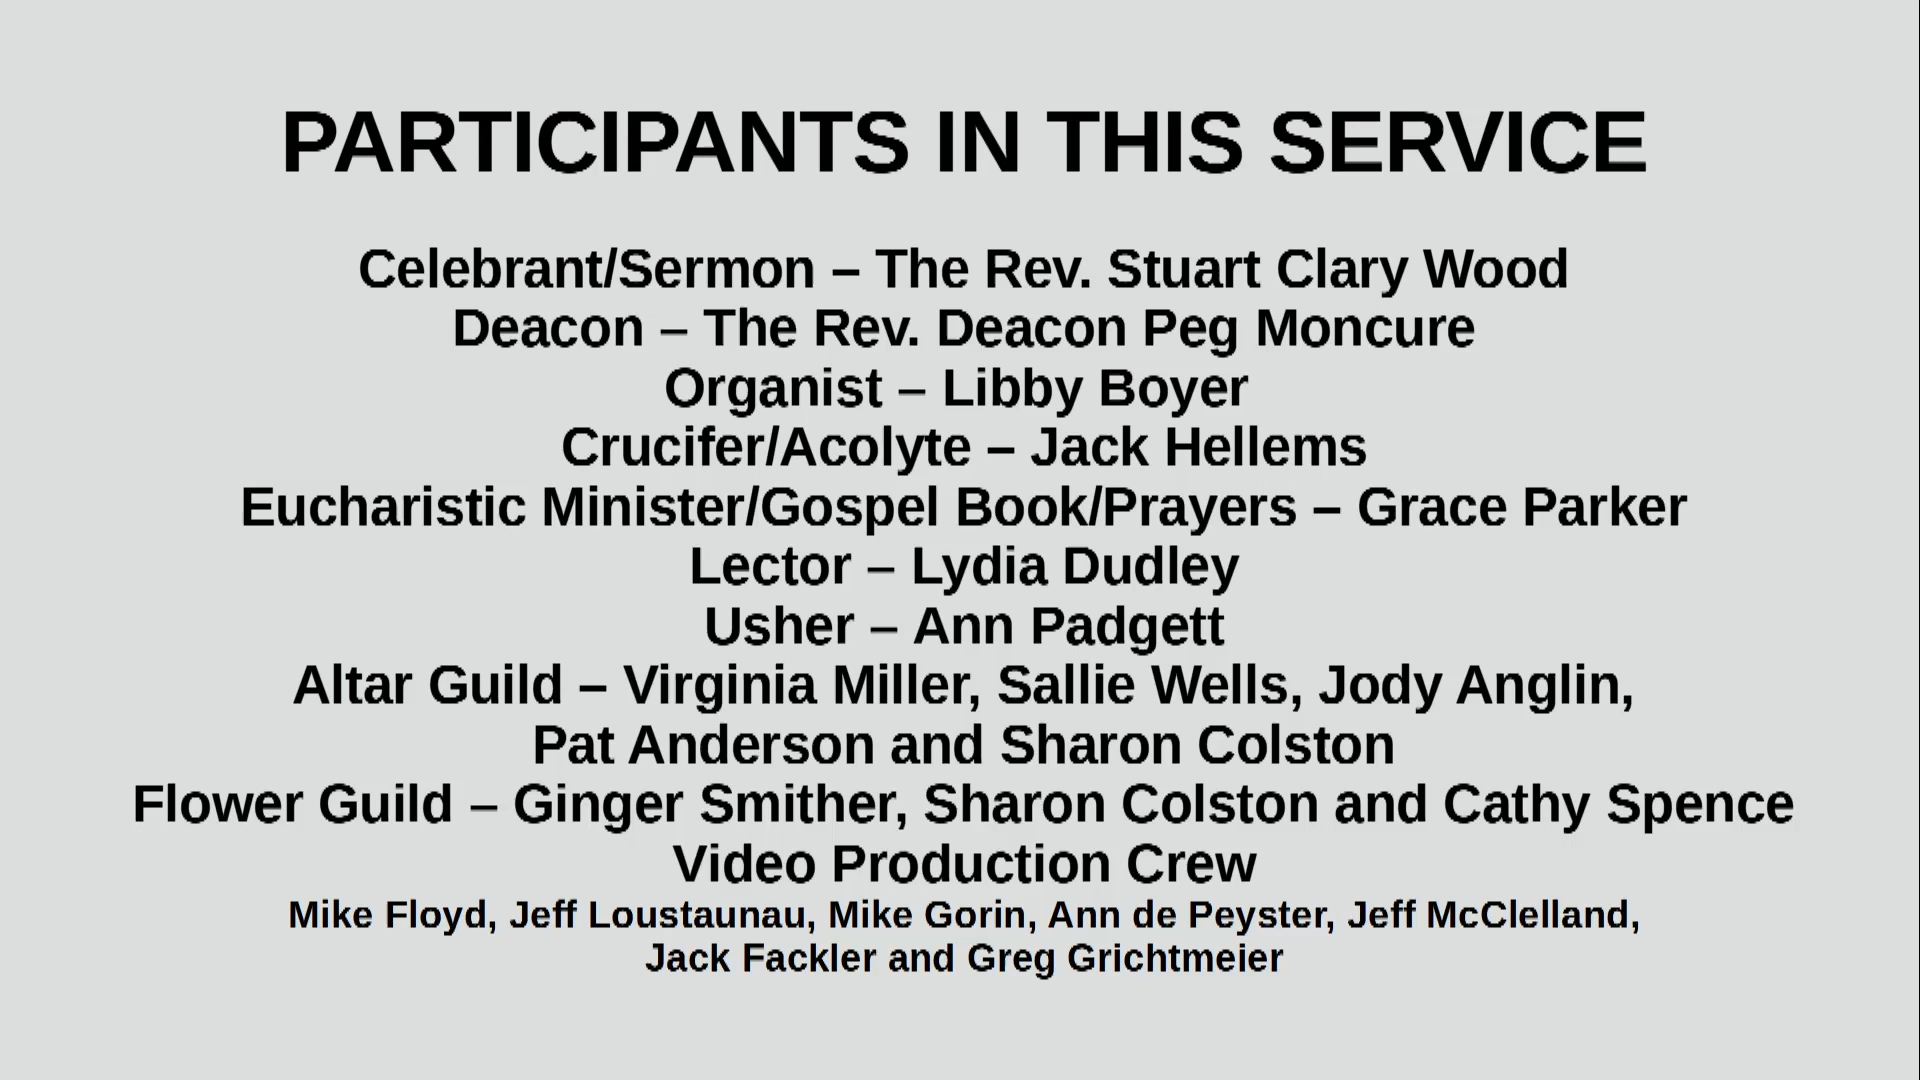 PARTICIPANTS IN THIS SERVICE
Celebrant/Sermon – The Rev. Stuart Clary Wood
Deacon – The Rev. Deacon Peg Moncure
Organist – Libby Boyer
Crucifer/Acolyte – Jack Hellems
Eucharistic Minister/Gospel Book/Prayers – Grace Parker
Lector – Lydia Dudley
Usher – Ann Padgett
Altar Guild – Virginia Miller, Sallie Wells, Jody Anglin,
Pat Anderson and Sharon Colston
Flower Guild – Ginger Smither, Sharon Colston and Cathy Spence
Video Production Crew
Mike Floyd, Jeff Loustaunau, Mike Gorin, Ann de Peyster, Jeff McClelland,
Jack Fackler and Greg Grichtmeier